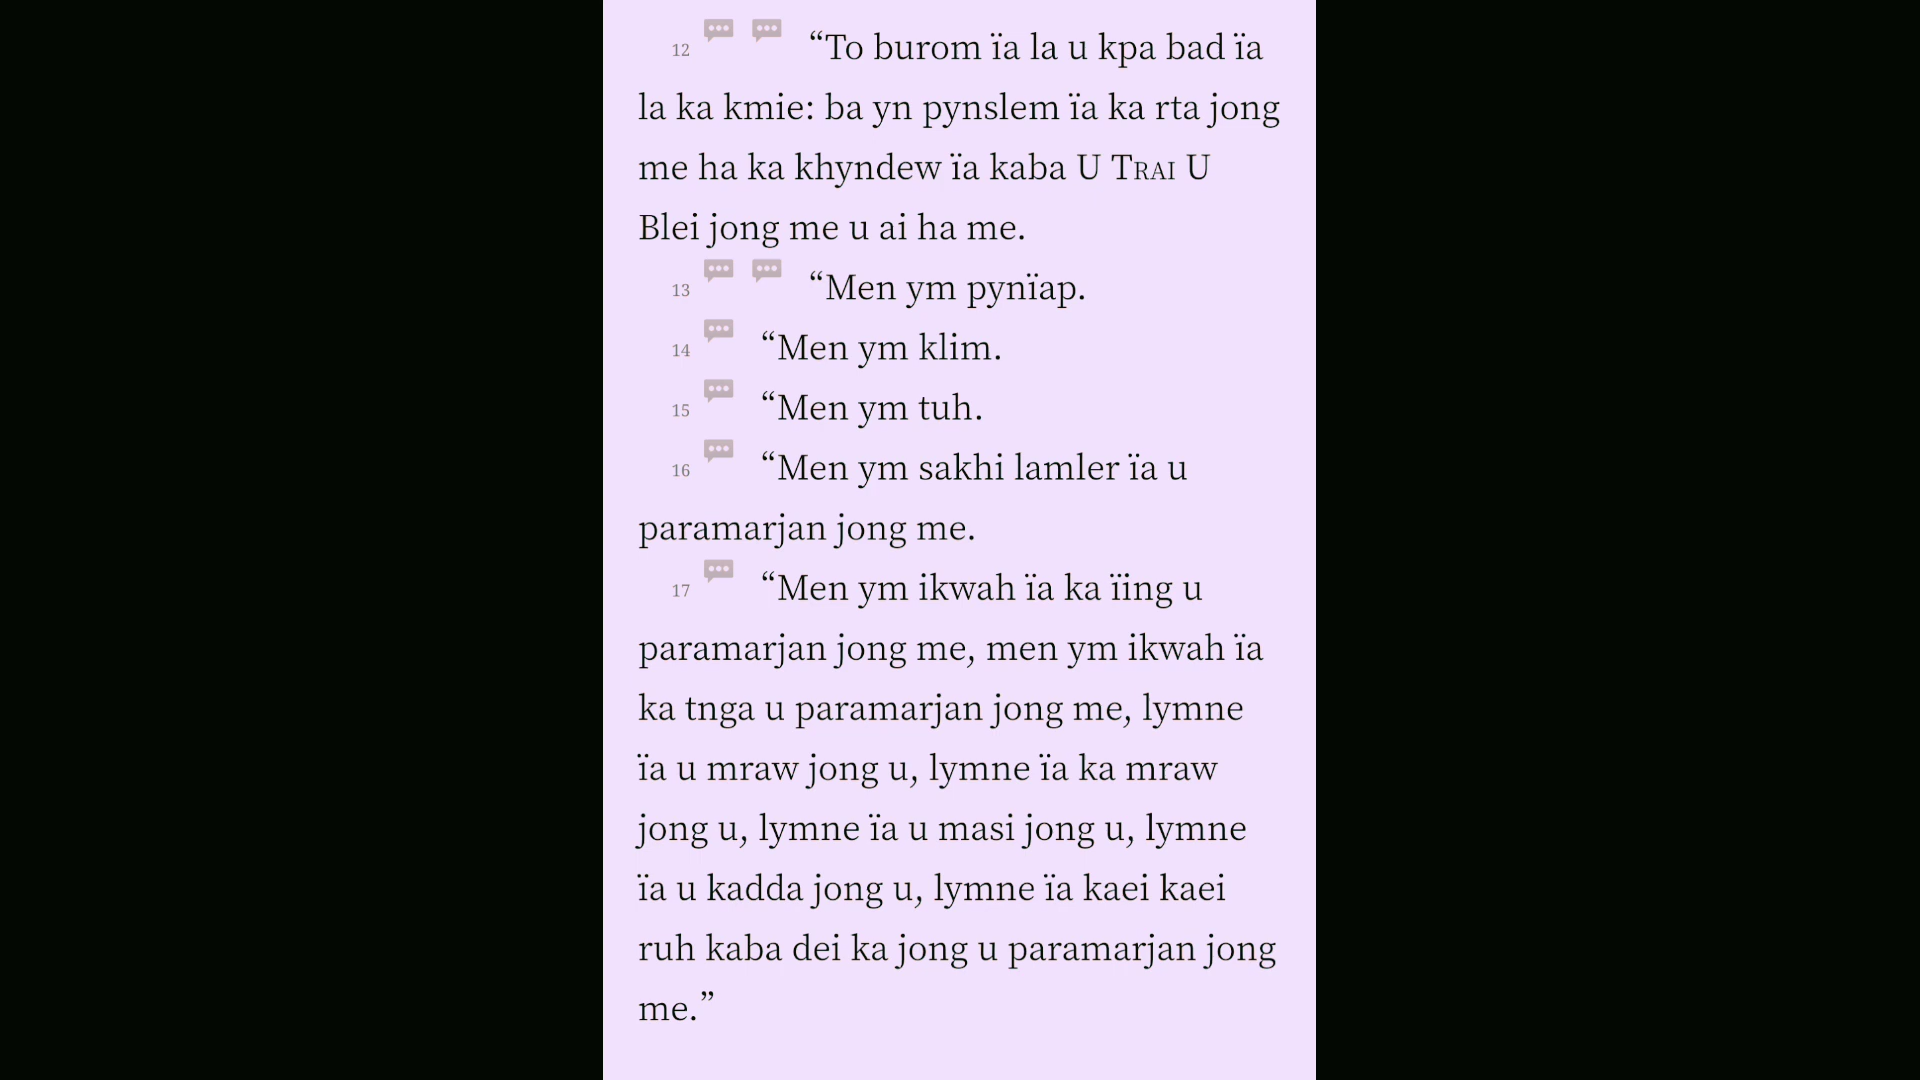 12 “To burom ïa la u kpa bad ïa
la ka kmie: ba yn pynslem ïa ka rta jong
me ha ka khyndew ïa kaba U TRAI U
Blei jong me u ai ha me.
13 “Men ym pynïap.
14 “Men ym klim.
15 “Men ym tuh.
16 “Men ym sakhi lamler ïa u
paramarjan jong me.
17 “Men ym ikwah ïa ka ïing u
paramarjan jong me, men ym ikwah ïa
ka tnga u paramarjan jong me, lymne
ïa u mraw jong u, lymne ïa ka mraw
jong u, lymne ïa u masi jong u, lymne
ïa u kadda jong u, lymne ïa kaei kaei
ruh kaba dei ka jong u paramarjan jong
me.”